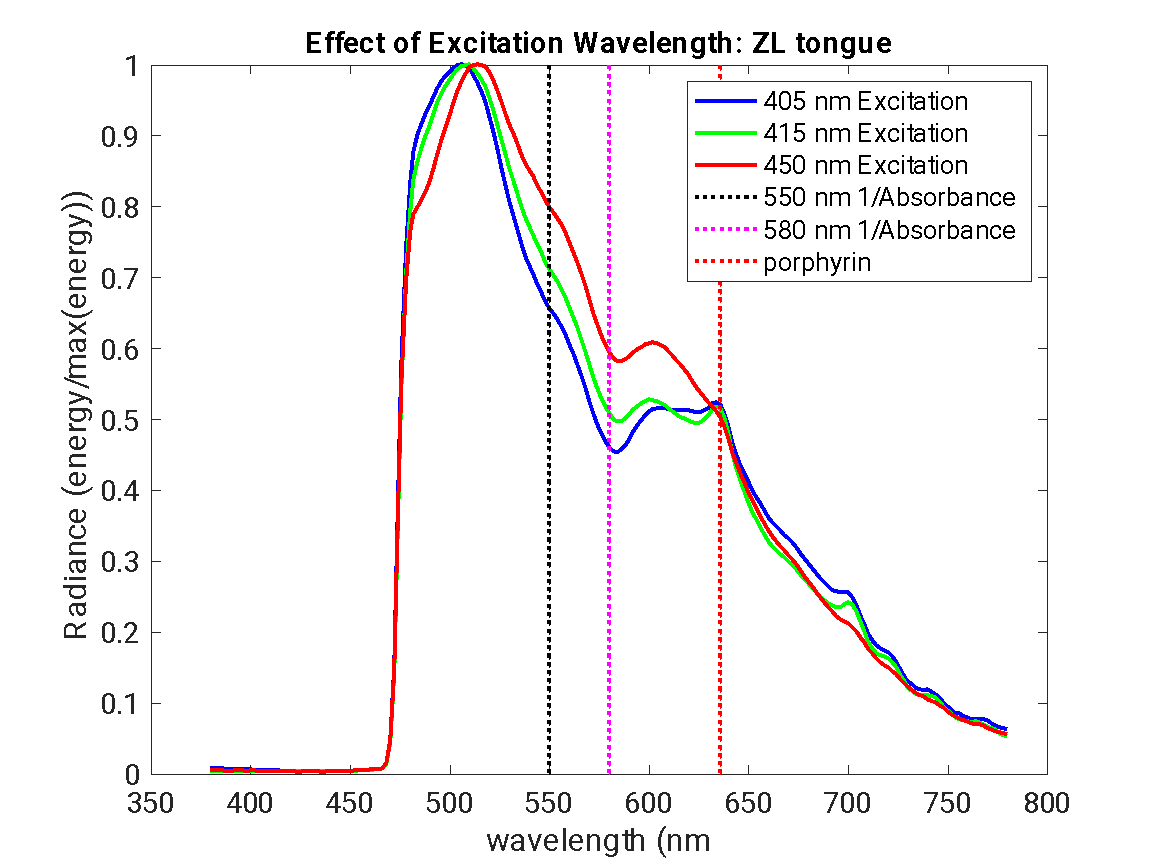 Effect of Excitation Wavelength: ZL tongue
Radiance (energy/max(energy))
1
0.9
0.8
0.7
0.6
0.5
0.4
0.3
0.2
0.1
0
405 nm Excitation
415 nm Excitation
450 nm Excitation
550 nm 1/Absorbance
580 nm 1/Absorbance
porphyrin
350 400 450 500 550 600 650 700 750 800
wavelength (nm